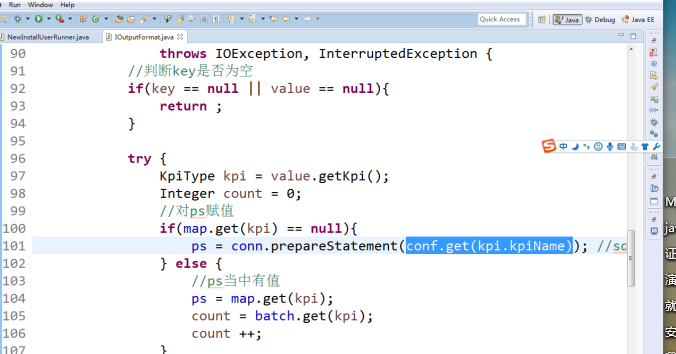 Run Window Help
Quick Access
Java
Debug
Java EE
NewInstallUserRunner.java
IOutputFormat.java
90 throws IOException, InterruptedException {
91 //判断key是否为空
92 if(key == null || value == null){
93 return ;
94 }
95
96 try {
97 KpiType kpi = value.getKpi();
98 Integer count = 0;
99 //对ps赋值
100 if(map.get(kpi) == null){
101 ps = conn.prepareStatement(conf.get(kpi.kpiName)); //
102 } else {
103 //ps当中有值
104 ps = map.get(kpi);
105 count = batch.get(kpi);
106 count ++;
107 }
中
M
jav
证
演
就
安